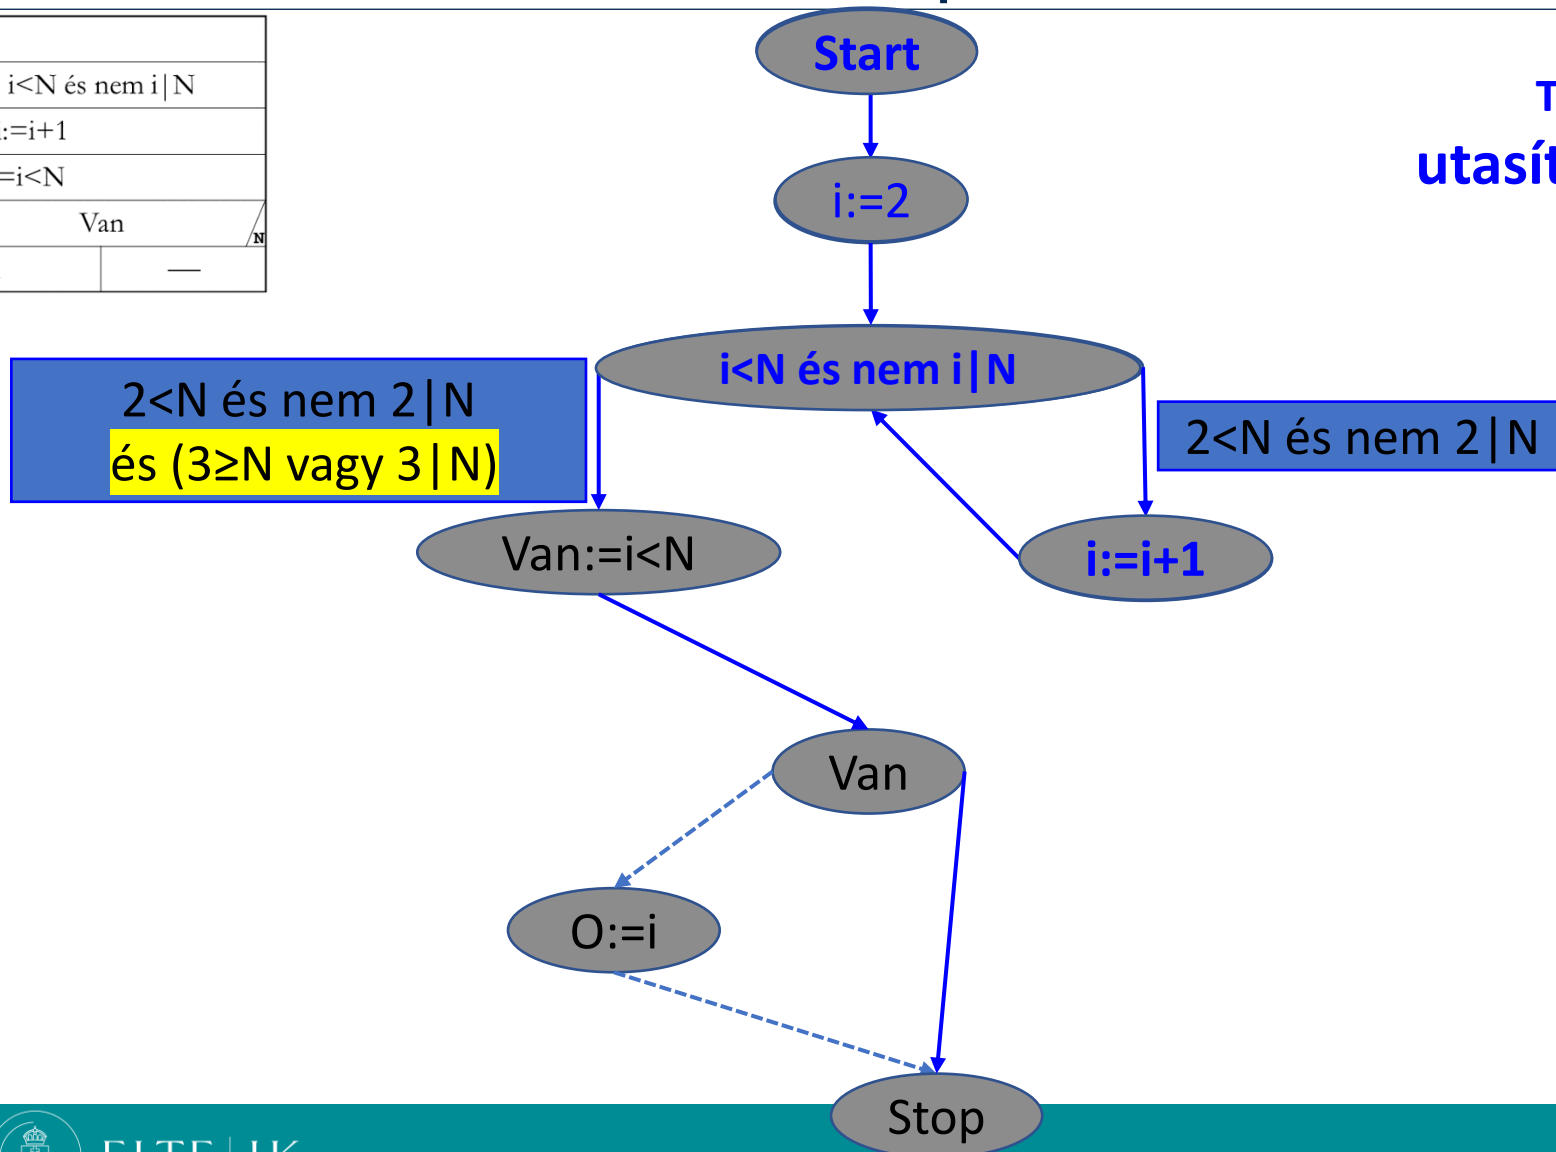 i<N és nem i|N
:=i+1
=i<N
Van
N
—
Start
i:=2
i<N és nem i|N
2<N és nem 2|N
és (3≥N vagy 3|N)
2<N és nem 2|N
Van:=i<N
i:=i+1
Van
O:=i
Stop
T
utasít